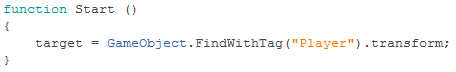 function Start ()
{
    target = GameObject.FindWithTag("Player").transform;
}